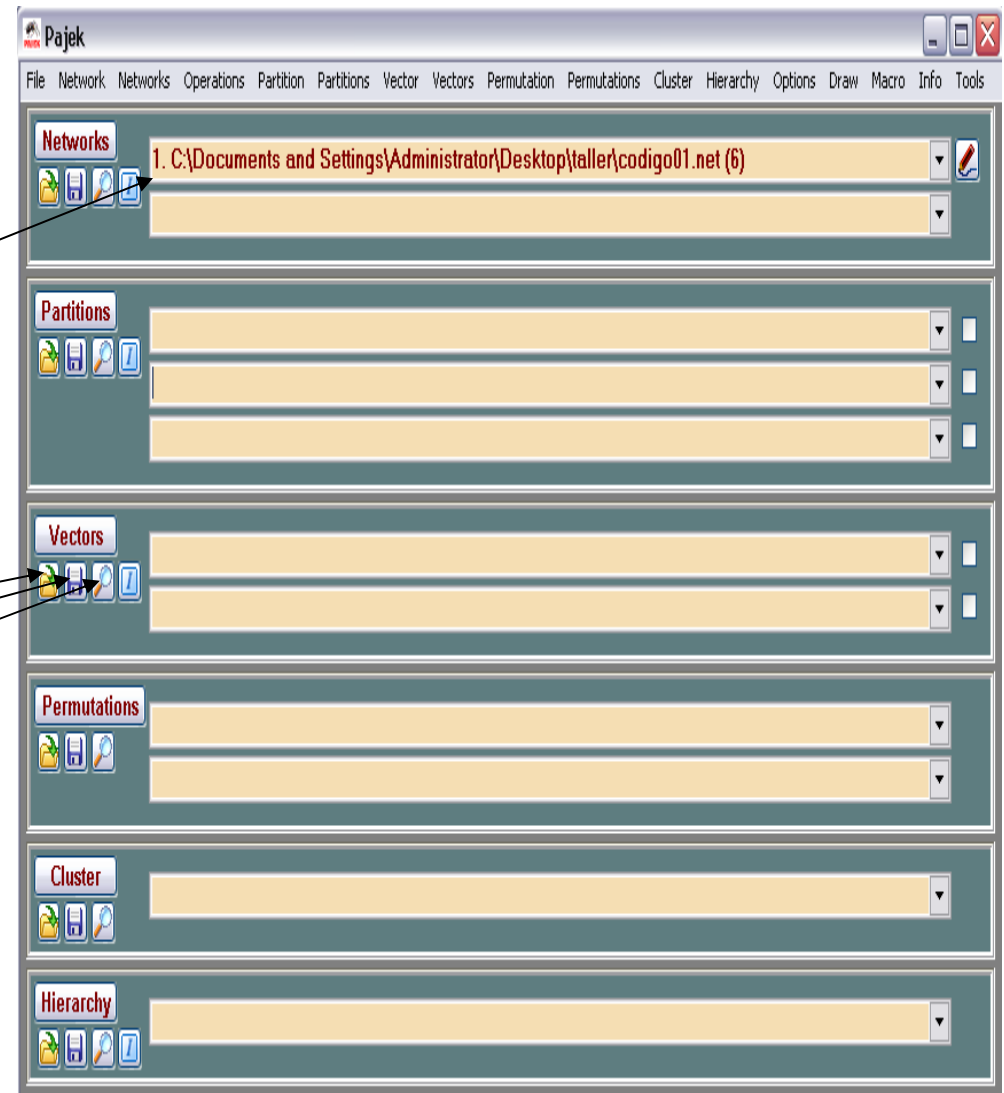 Pajek
File Network Networks Operations Partition Partitions Vector Vectors Permutation Permutations Cluster Hierarchy Options Draw Macro Info Tools
Networks
1. C:\Documents and Settings\Administrator\Desktop\taller\codigo01.net (6)
Partitions
Vectors
Permutations
Cluster
Hierarchy